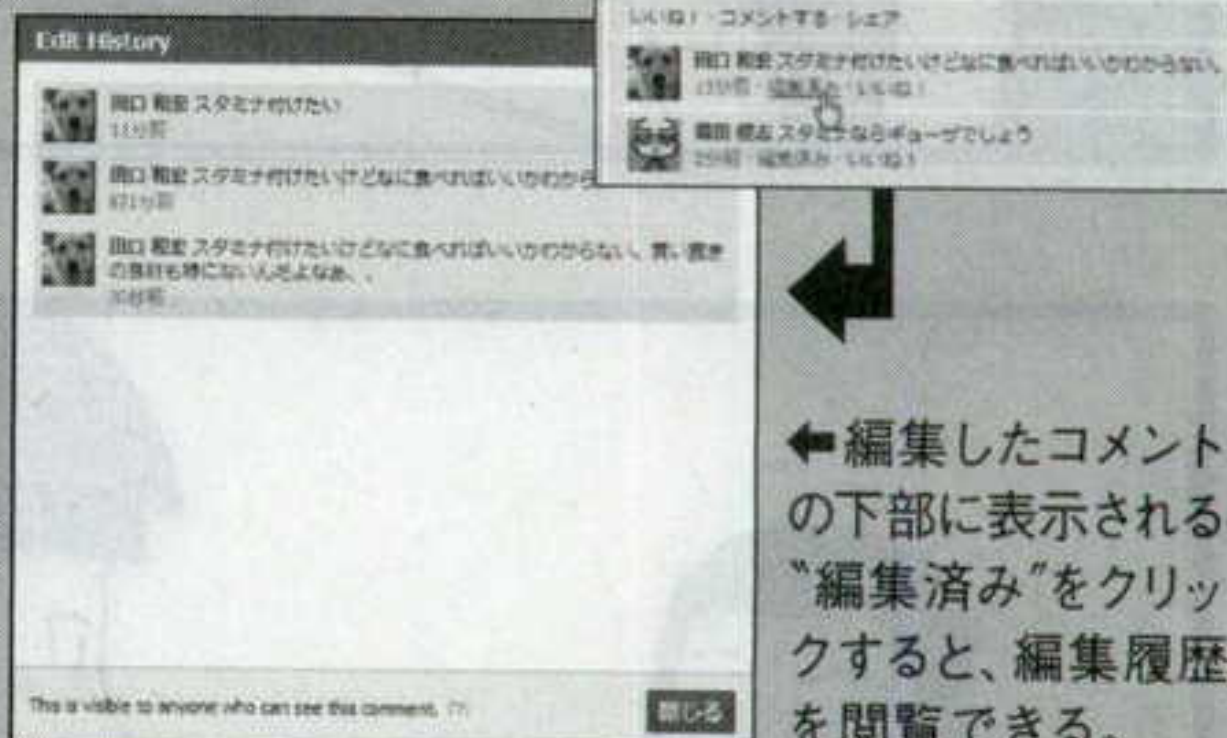 Edit History
田口 和宏 スタミナ付けたい
11分前
田口 和宏 スタミナ付けたいけどなに食べればいいかわから
田口 和宏 スタミナ付けたいけどなに食べればいいかわからない、買い置き
の食材も特にないんだよなあ、、
This is visible to anyone who can see this comment. (?)
閉じる
いいね！・コメントする・シェア
田口 和宏 スタミナ付けたいけどなに食べればいいかわからない、
編集済み・いいね！
スタミナならギョーザでしょう
2分前・編集済み・いいね！
←編集したコメント
の下部に表示される
〝編集済み〟をクリッ
クすると、編集履歴
を閲覧できる。